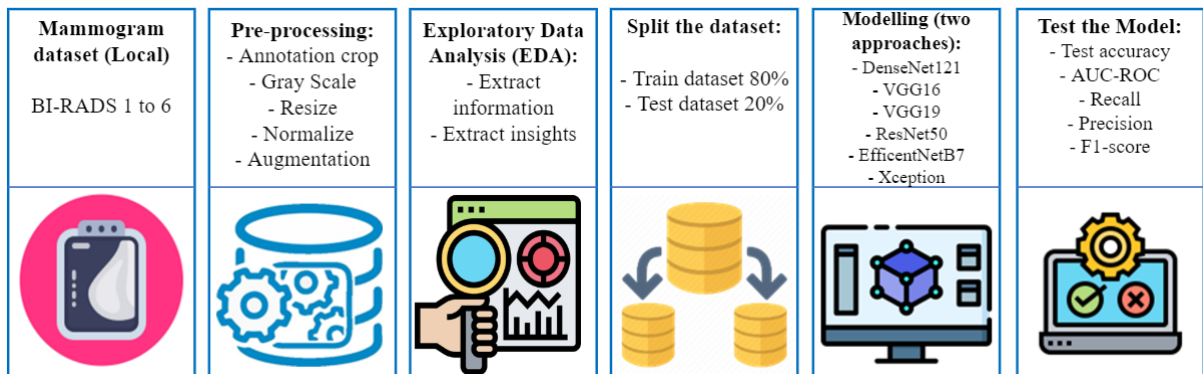 Mammogram
dataset (Local)
BI-RADS 1 to 6
Pre-processing:
- Annotation crop
- Gray Scale
- Resize
- Normalize
- Augmentation
Exploratory Data
Analysis (EDA):
- Extract
information
- Extract insights
Split the dataset:
- Train dataset 80%
- Test dataset 20%
Modelling (two
approaches):
- DenseNet121
- VGG16
- VGG19
- ResNet50
- EfficentNetB7
- Xception
Test the Model:
- Test accuracy
- AUC-ROC
- Recall
- Precision
- F1-score